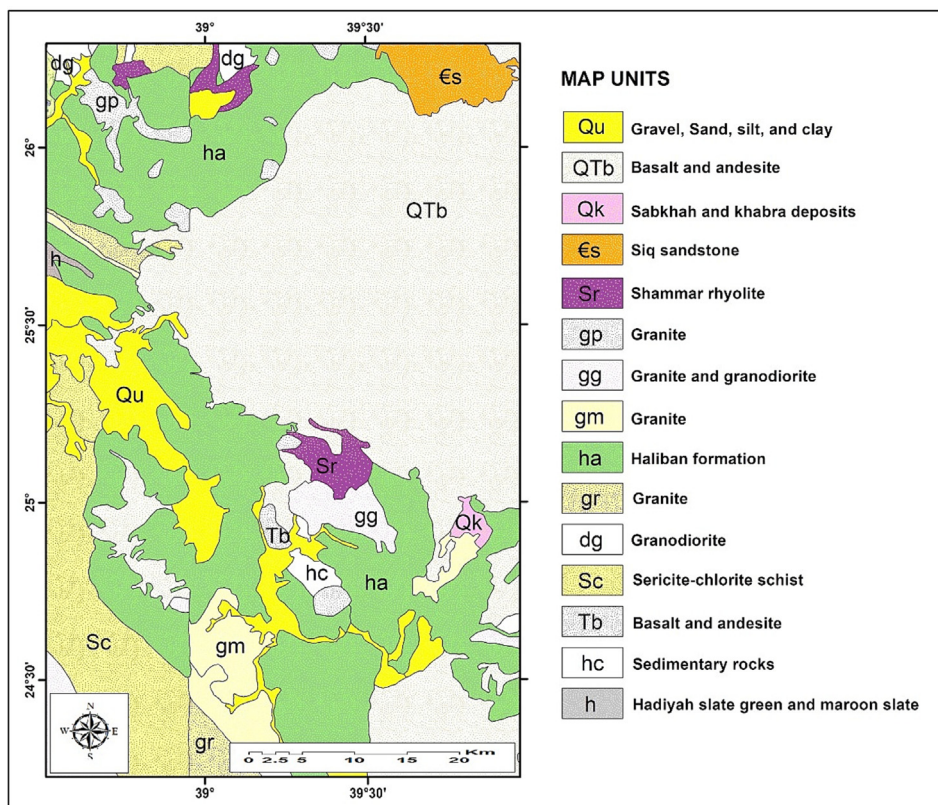 39°
39°30'
dg
dg
€s
gp
26°
ha
QTb
h
25°30'
Qu
Sr
25°
gg
Qk
Tb
hc
ha
Sc
gm
24°30'
N
W E
S
gr
Km
0 2.5 5 10 15 20
39°
39°30'
MAP UNITS
Qu Gravel, Sand, silt, and clay
QTb Basalt and andesite
Qk Sabkhah and khabra deposits
€s Siq sandstone
Sr Shammar rhyolite
gp Granite
gg Granite and granodiorite
gm Granite
ha Haliban formation
gr Granite
dg Granodiorite
Sc Sericite-chlorite schist
Tb Basalt and andesite
hc Sedimentary rocks
h Hadiyah slate green and maroon slate